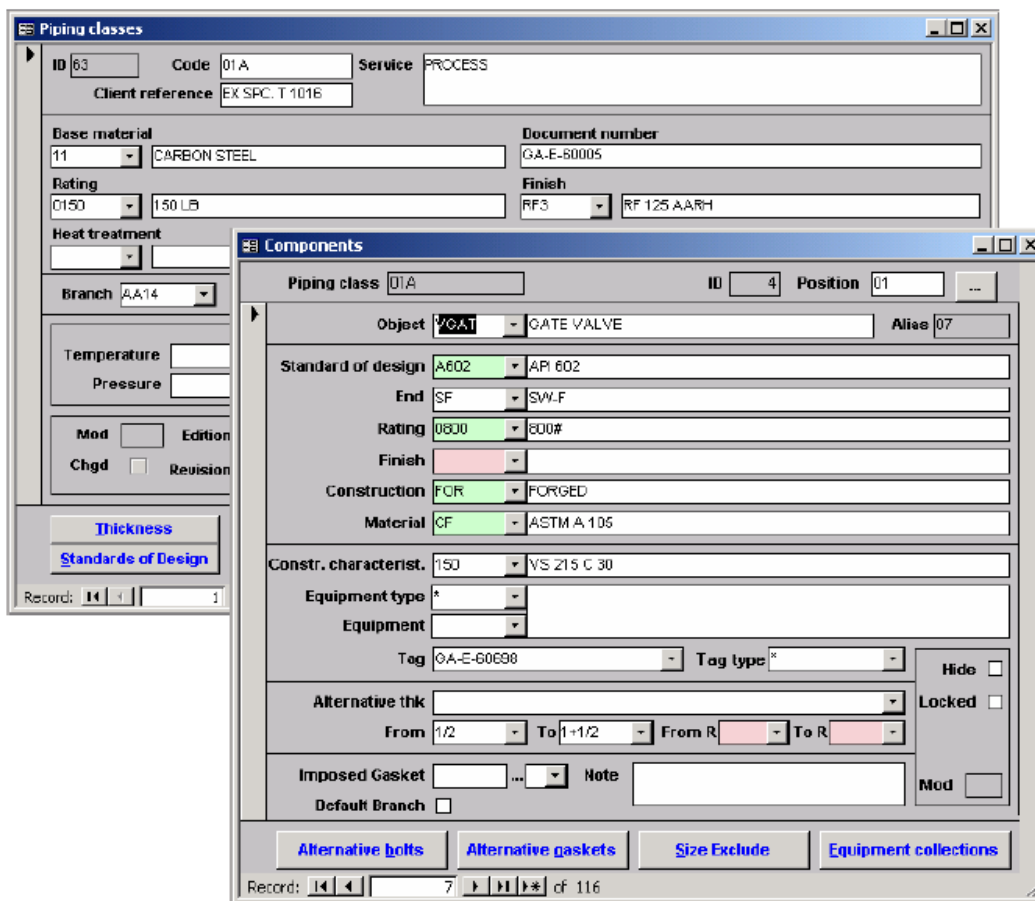 Piping classes
ID 63 Code 01A Service PROCESS
Client reference EX SPC. T 1016
Base material Document number
11 CARBON STEEL GA-E-60005
Rating Finish
0150 150 LB RF3 RF 125 AARH
Heat treatment
Branch AA14
Temperature
Pressure
Mod Edition
Chgd Revision
Thickness
Standards of Design
Record: 1
Components
Piping class 01A ID 4 Position 01 ...
Object VGAT GATE VALVE Alias 07
Standard of design A602 API 602
End SF SW-F
Rating 0800 800#
Finish
Construction FOR FORGED
Material CF ASTM A 105
Constr. characterist. 150 VS 215 C 30
Equipment type *
Equipment
Tag GA-E-60698 Tag type * Hide
Alternative thk Locked
From 1/2 To 1+1/2 From R To R
Imposed Gasket ... Note Mod
Default Branch
Alternative bolts Alternative gaskets Size Exclude Equipment collections
Record: 7 of 116